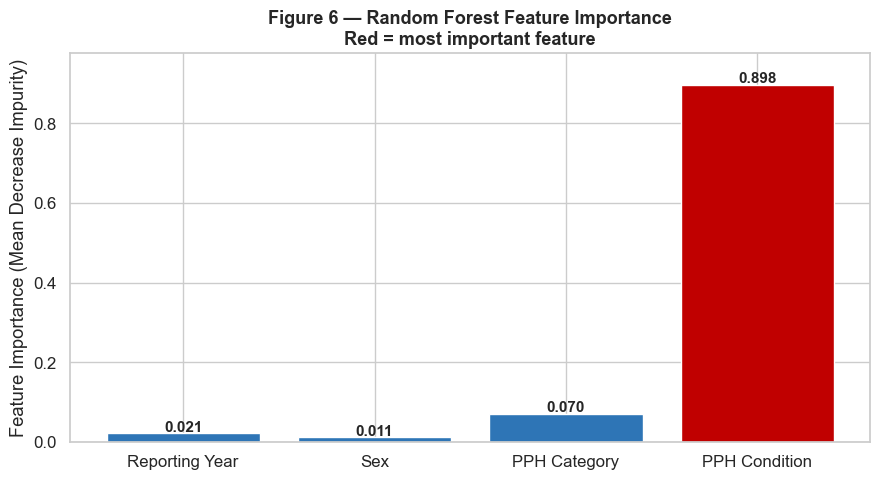 Figure 6 — Random Forest Feature Importance
Red = most important feature
Feature Importance (Mean Decrease Impurity)
0.8
0.6
0.4
0.2
0.0
0.021
0.011
0.070
0.898
Reporting Year
Sex
PPH Category
PPH Condition